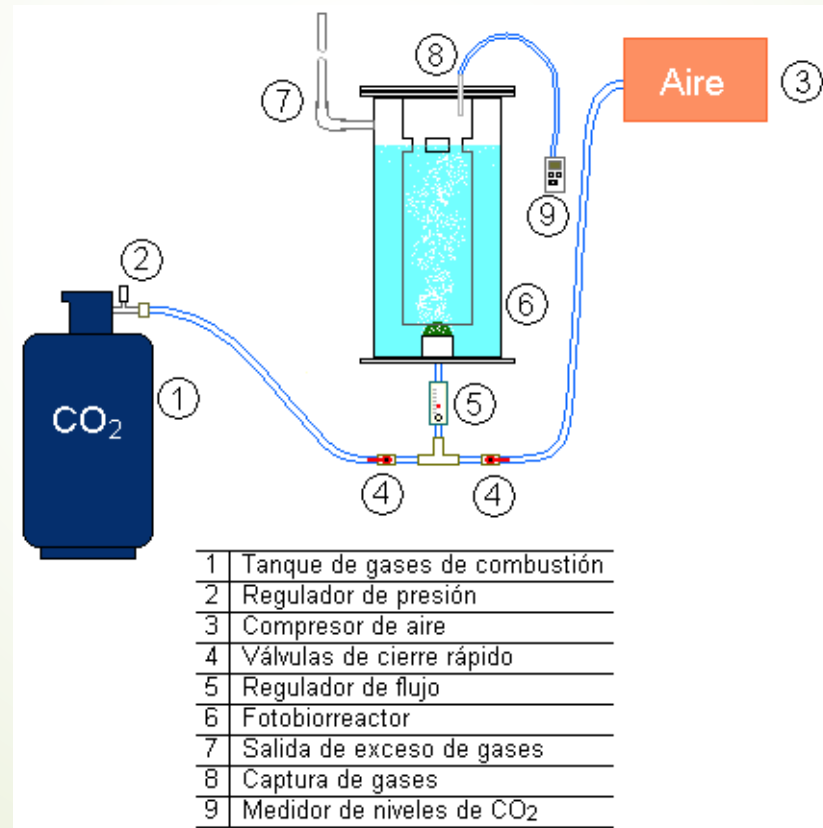 8
Aire
3
7
9
2
6
CO₂
1
5
4
4
1 Tanque de gases de combustión
2 Regulador de presión
3 Compresor de aire
4 Válvulas de cierre rápido
5 Regulador de flujo
6 Fotobiorreactor
7 Salida de exceso de gases
8 Captura de gases
9 Medidor de niveles de CO₂